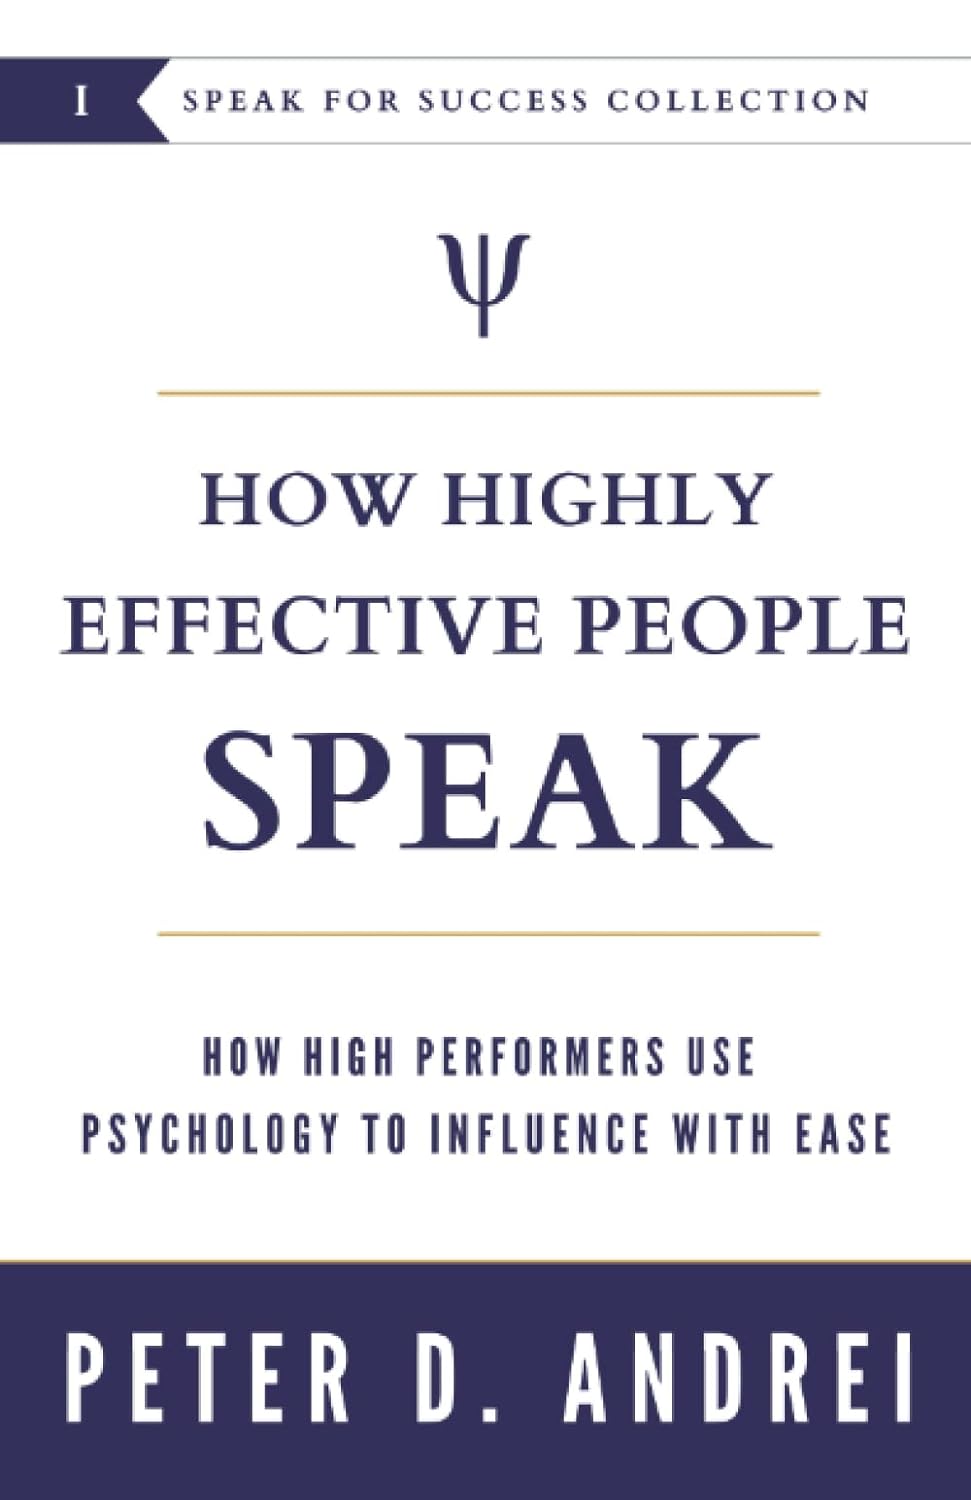 I SPEAK FOR SUCCESS COLLECTION
Ψ
HOW HIGHLY
EFFECTIVE PEOPLE
SPEAK
HOW HIGH PERFORMERS USE
PSYCHOLOGY TO INFLUENCE WITH EASE
PETER D. ANDREI